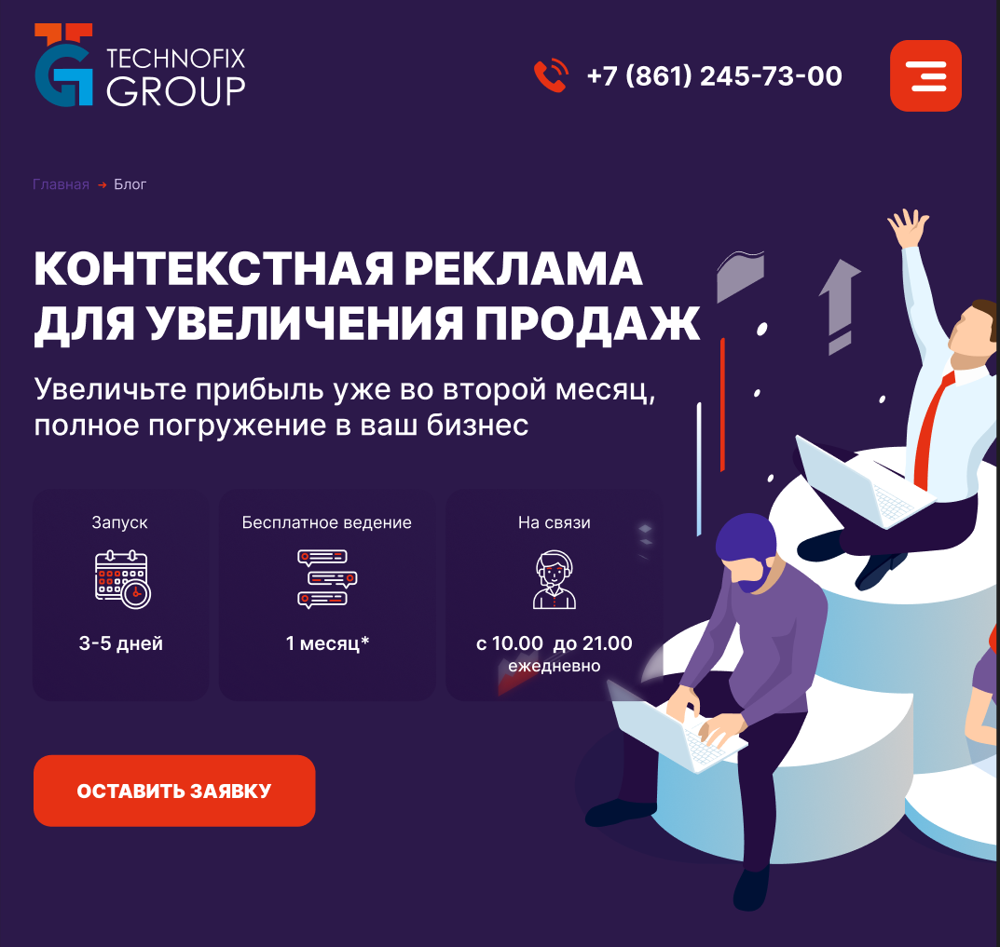 TECHNOFIX
GROUP
+7 (861) 245-73-00
Главная → Блог
КОНТЕКСТНАЯ РЕКЛАМА
ДЛЯ УВЕЛИЧЕНИЯ ПРОДАЖ
Увеличьте прибыль уже во второй месяц,
полное погружение в ваш бизнес
Запуск
3-5 дней
Бесплатное ведение
1 месяц*
На связи
с 10.00 до 21.00
ежедневно
ОСТАВИТЬ ЗАЯВКУ